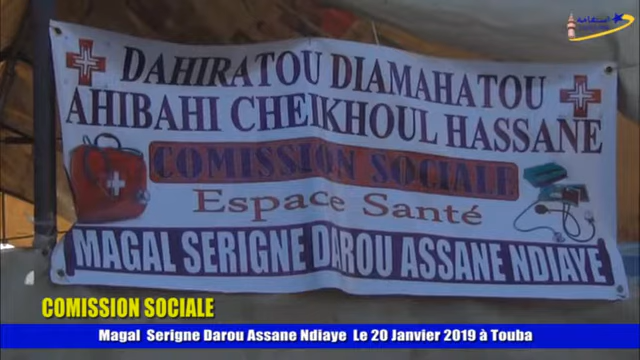 DAHIRATOU DIAMAHATOU
AHIBAHI CHEIKHOUL HASSANE
COMISSION SOCIALE
Espace Santé
MAGAL SERIGNE DAROU ASSANE NDIAYE
COMISSION SOCIALE
Magal Serigne Darou Assane Ndiaye Le 20 Janvier 2019 à Touba